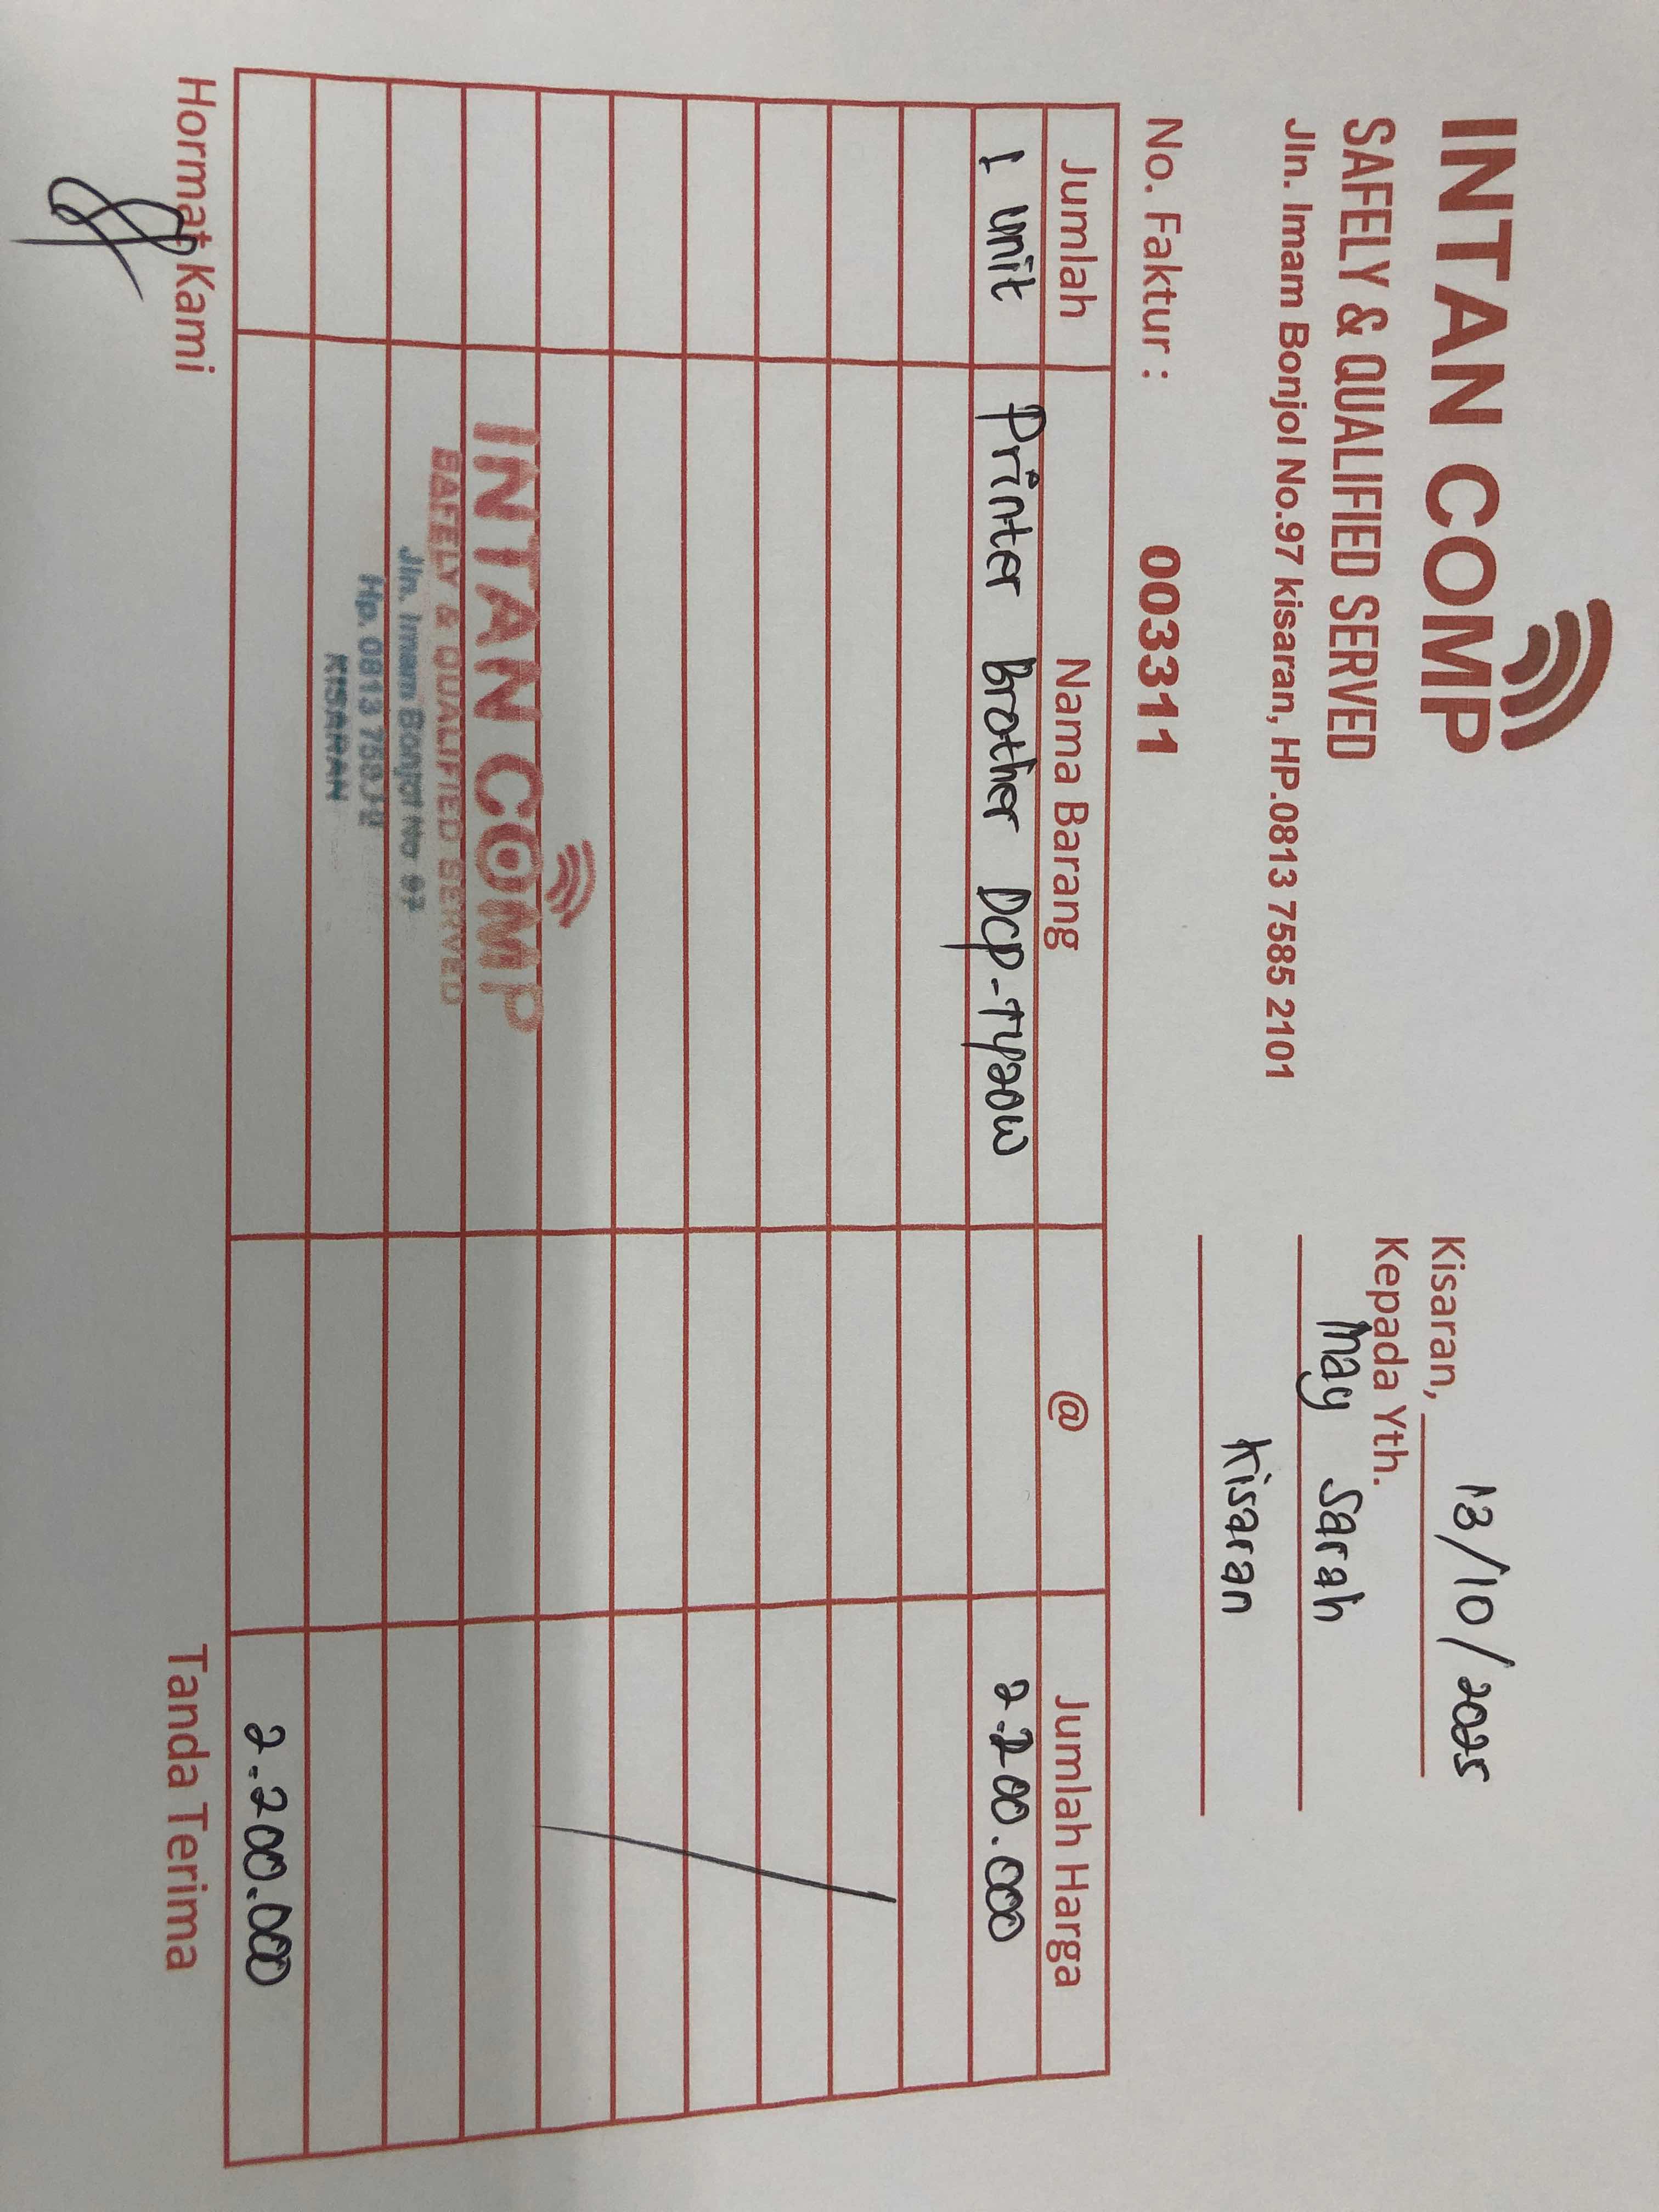 INTAN COMP
SAFELY & QUALIFIED SERVED
Jln. Imam Bonjol No.97 kisaran, HP.0813 7585 2101
Kisaran, 13/10/2025
Kepada Yth.
May Sarah
Kisaran
No. Faktur : 003311
Jumlah Nama Barang @ Jumlah Harga
1 unit Printer Brother DCP-T420W 2.200.000
INTAN COMP
SAFELY & QUALIFIED SERVED
Jln. Imam Bonjol No 97
Hp. 0813
KISARAN
2.200.000
Hormat Kami Tanda Terima